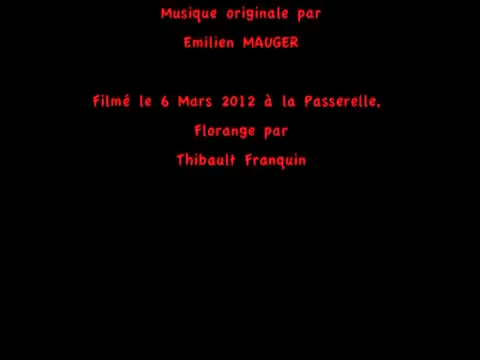 Musique originale par
Emilien MAUGER
Filmé le 6 Mars 2012 à la Passerelle,
Florange par
Thibault Franquin